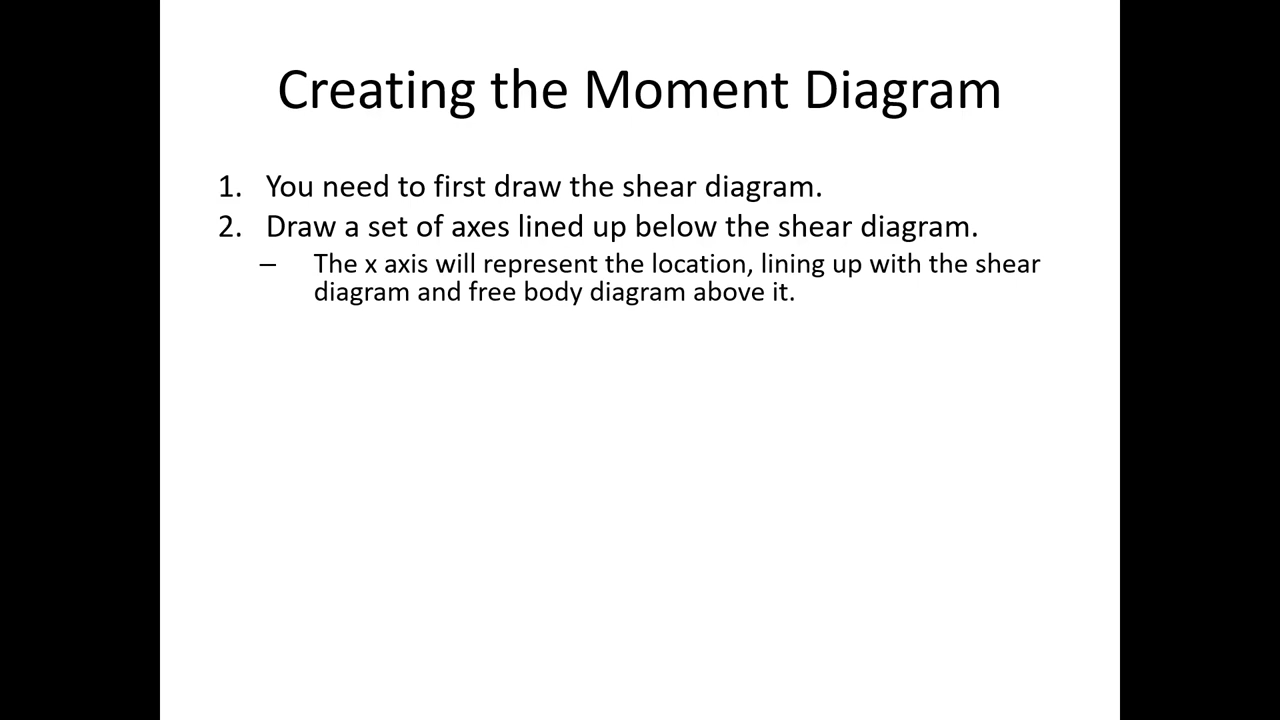 Creating the Moment Diagram
1. You need to first draw the shear diagram.
2. Draw a set of axes lined up below the shear diagram.
– The x axis will represent the location, lining up with the shear
diagram and free body diagram above it.